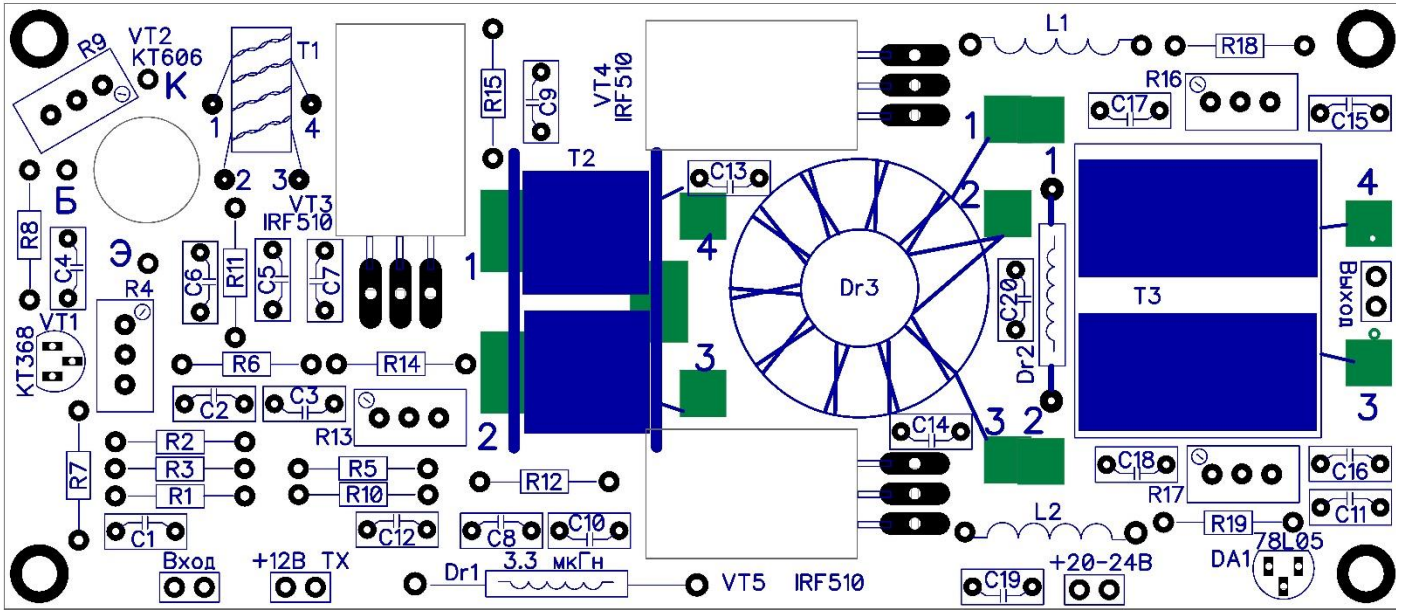 R9
VT2
KT606
К
T1
1
4
2
3
VT3
IRF510
R15
C9
VT4
IRF510
L1
R18
R16
C17
C15
Б
R8
C4
Э
R4
VT1
KT368
C6
R11
C5
C7
T2
1
2
C13
4
3
Dr3
1
2
3
1
C20
Dr2
2
T3
4
Выход
3
R6
R14
C2
C3
R13
R7
R2
R3
R1
R5
R10
R12
C14
C18
R17
C16
C11
C1
C12
C8
C10
L2
R19
78L05
DA1
Вход
+12В TX
Dr1
3.3 мкГн
VT5 IRF510
C19
+20-24В